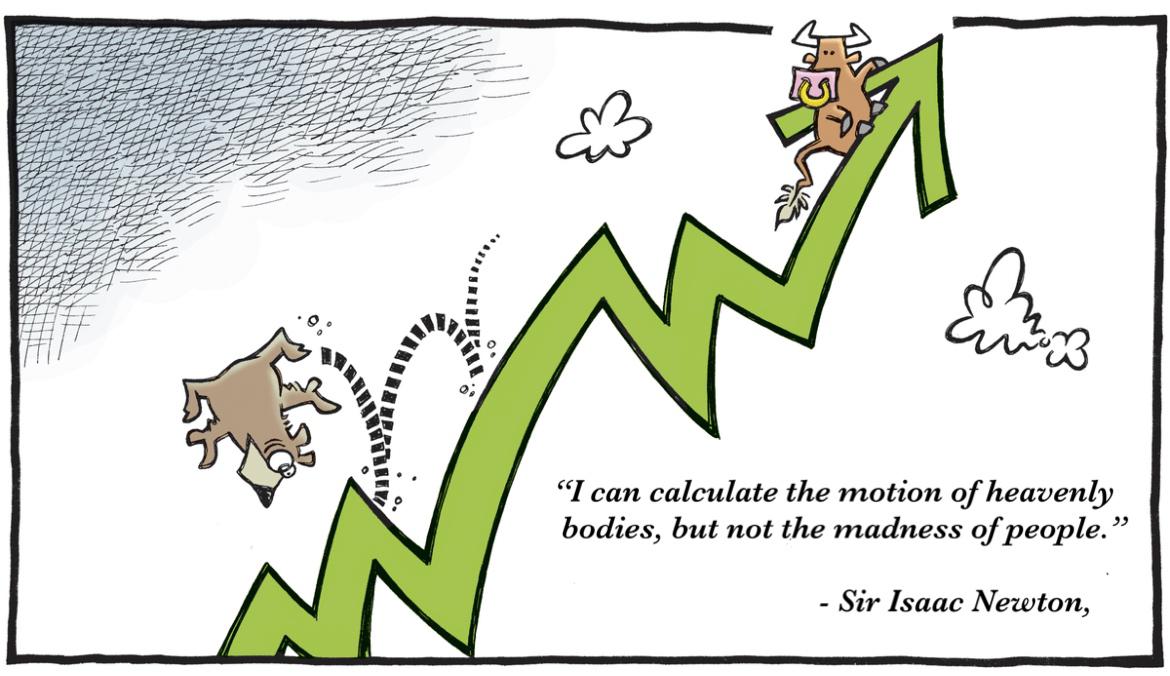 “I can calculate the motion of heavenly
bodies, but not the madness of people.”
- Sir Isaac Newton,